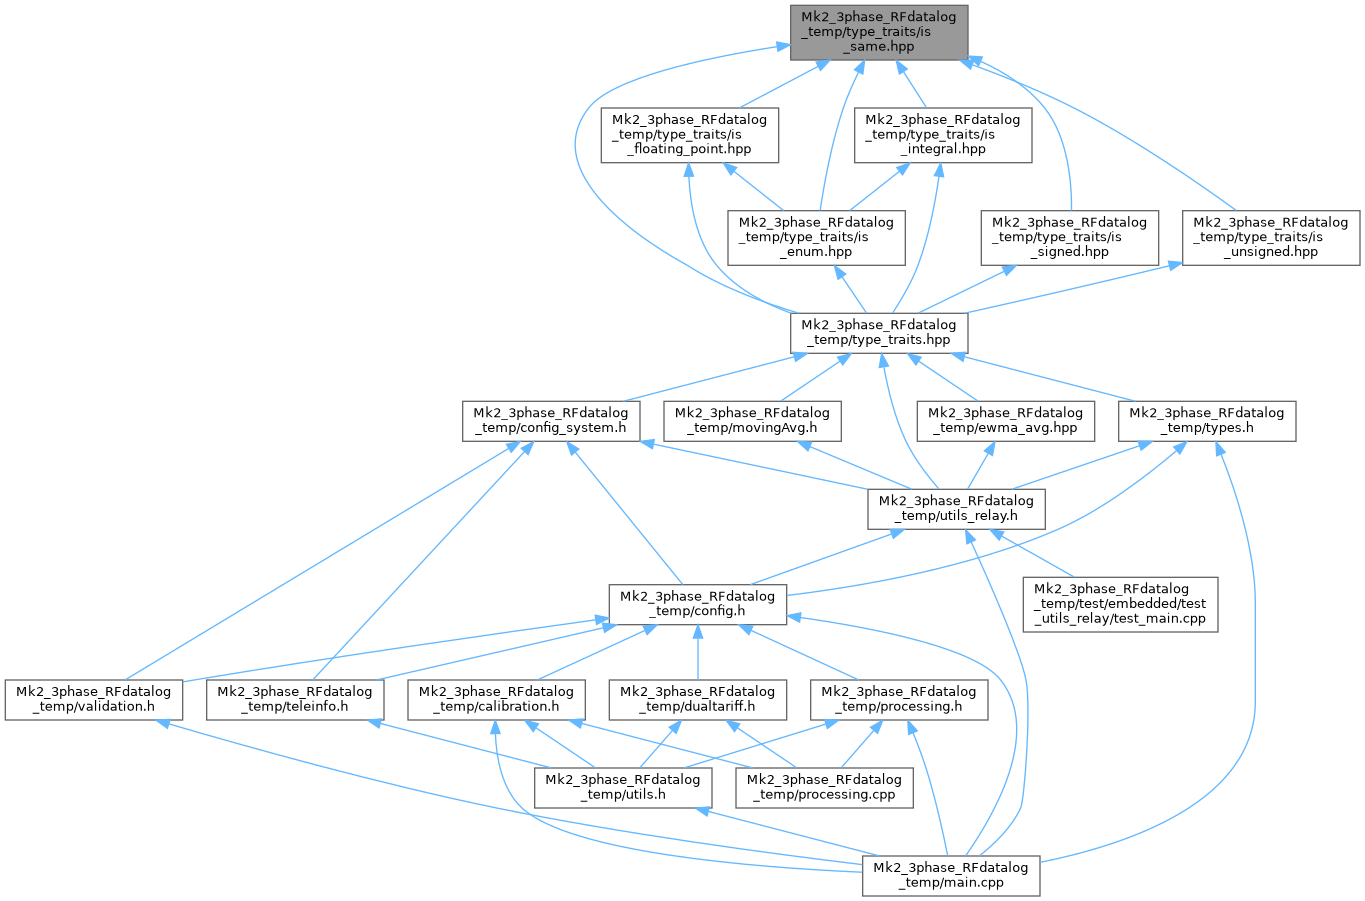 Mk2_3phase_RFdatalog
_temp/type_traits/is
_same.hpp
Mk2_3phase_RFdatalog
_temp/type_traits/is
_floating_point.hpp
Mk2_3phase_RFdatalog
_temp/type_traits/is
_integral.hpp
Mk2_3phase_RFdatalog
_temp/type_traits/is
_enum.hpp
Mk2_3phase_RFdatalog
_temp/type_traits/is
_signed.hpp
Mk2_3phase_RFdatalog
_temp/type_traits/is
_unsigned.hpp
Mk2_3phase_RFdatalog
_temp/type_traits.hpp
Mk2_3phase_RFdatalog
_temp/config_system.h
Mk2_3phase_RFdatalog
_temp/movingAvg.h
Mk2_3phase_RFdatalog
_temp/ewma_avg.hpp
Mk2_3phase_RFdatalog
_temp/types.h
Mk2_3phase_RFdatalog
_temp/utils_relay.h
Mk2_3phase_RFdatalog
_temp/config.h
Mk2_3phase_RFdatalog
_temp/test/embedded/test
_utils_relay/test_main.cpp
Mk2_3phase_RFdatalog
_temp/validation.h
Mk2_3phase_RFdatalog
_temp/teleinfo.h
Mk2_3phase_RFdatalog
_temp/calibration.h
Mk2_3phase_RFdatalog
_temp/dualtariff.h
Mk2_3phase_RFdatalog
_temp/processing.h
Mk2_3phase_RFdatalog
_temp/utils.h
Mk2_3phase_RFdatalog
_temp/processing.cpp
Mk2_3phase_RFdatalog
_temp/main.cpp